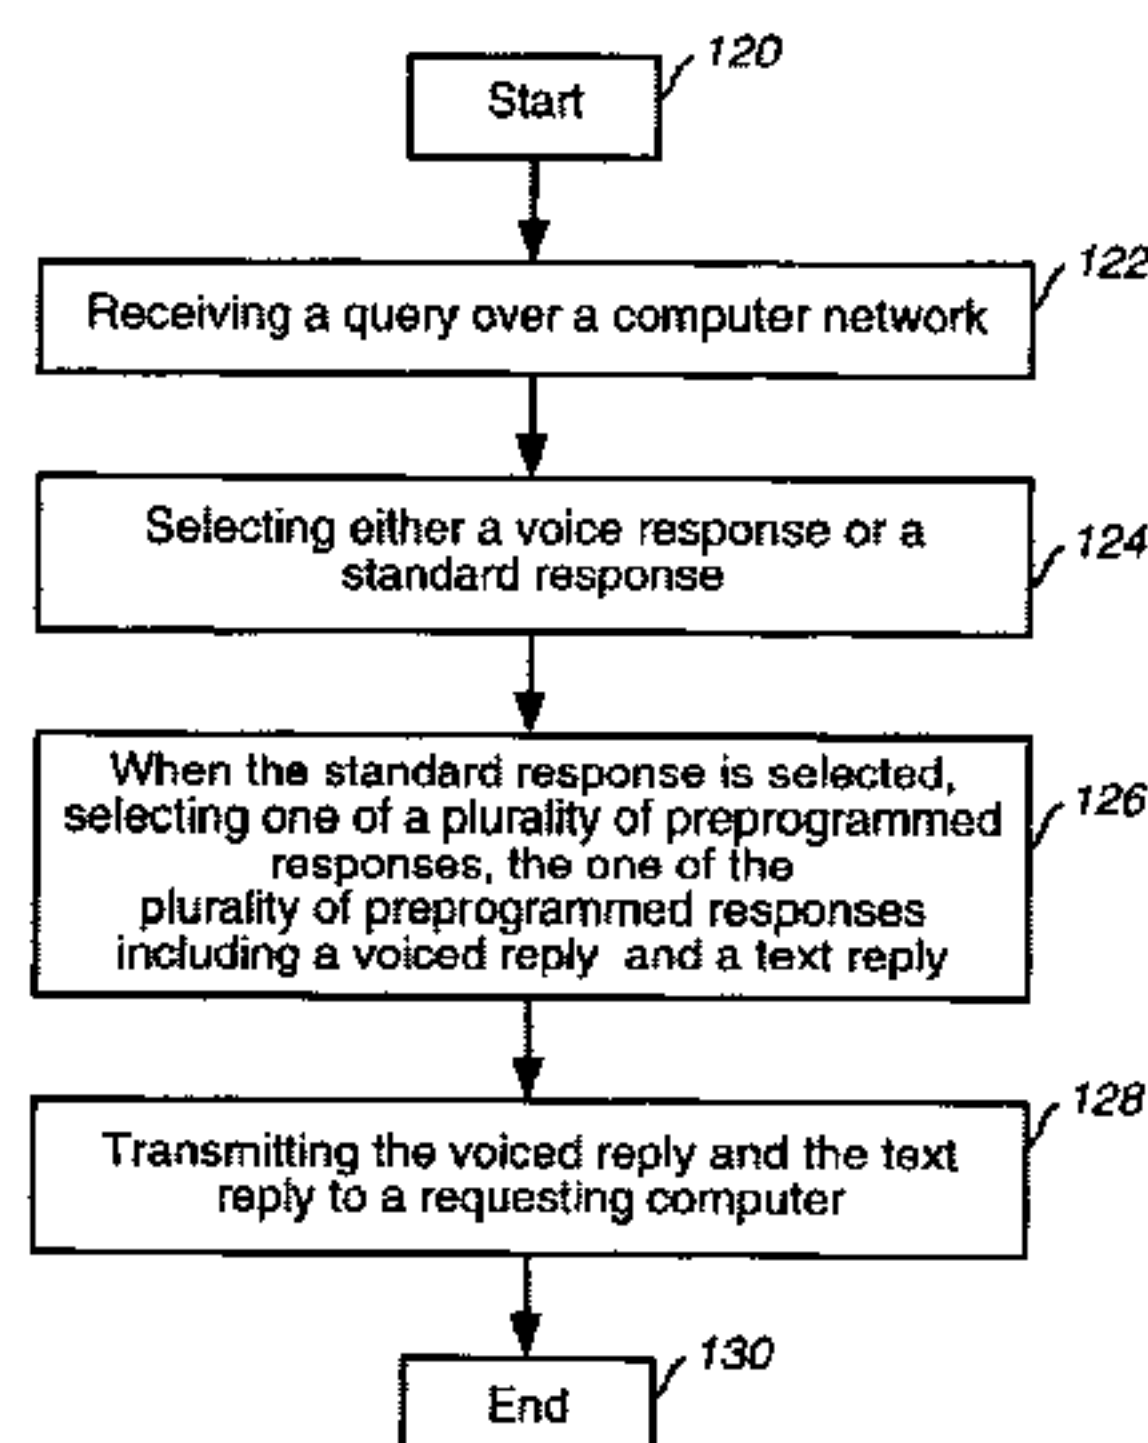 120
Start
122
Receiving a query over a computer network
Selecting either a voice response or a
standard response
124
When the standard response is selected,
selecting one of a plurality of preprogrammed
responses, the one of the
plurality of preprogrammed responses
including a voiced reply and a text reply
126
128
Transmitting the voiced reply and the text
reply to a requesting computer
130
End